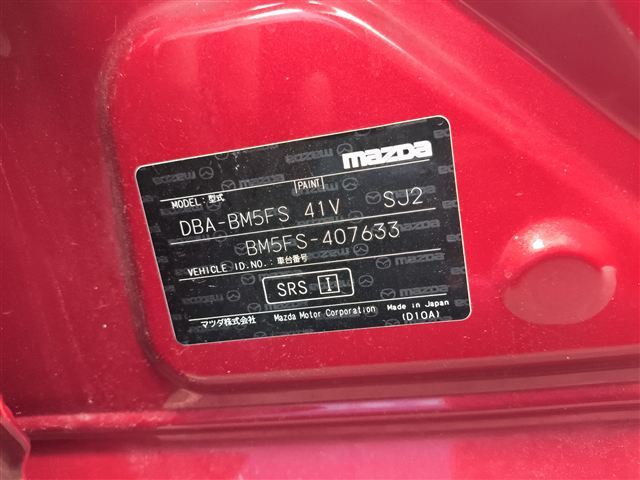 mazda
MODEL:型式 PAINT
DBA-BM5FS 41V SJ2
BM5FS-407633
VEHICLE ID.NO.:車台番号
SRS I
マツダ株式会社 Mazda Motor Corporation Made in Japan
(D10A)